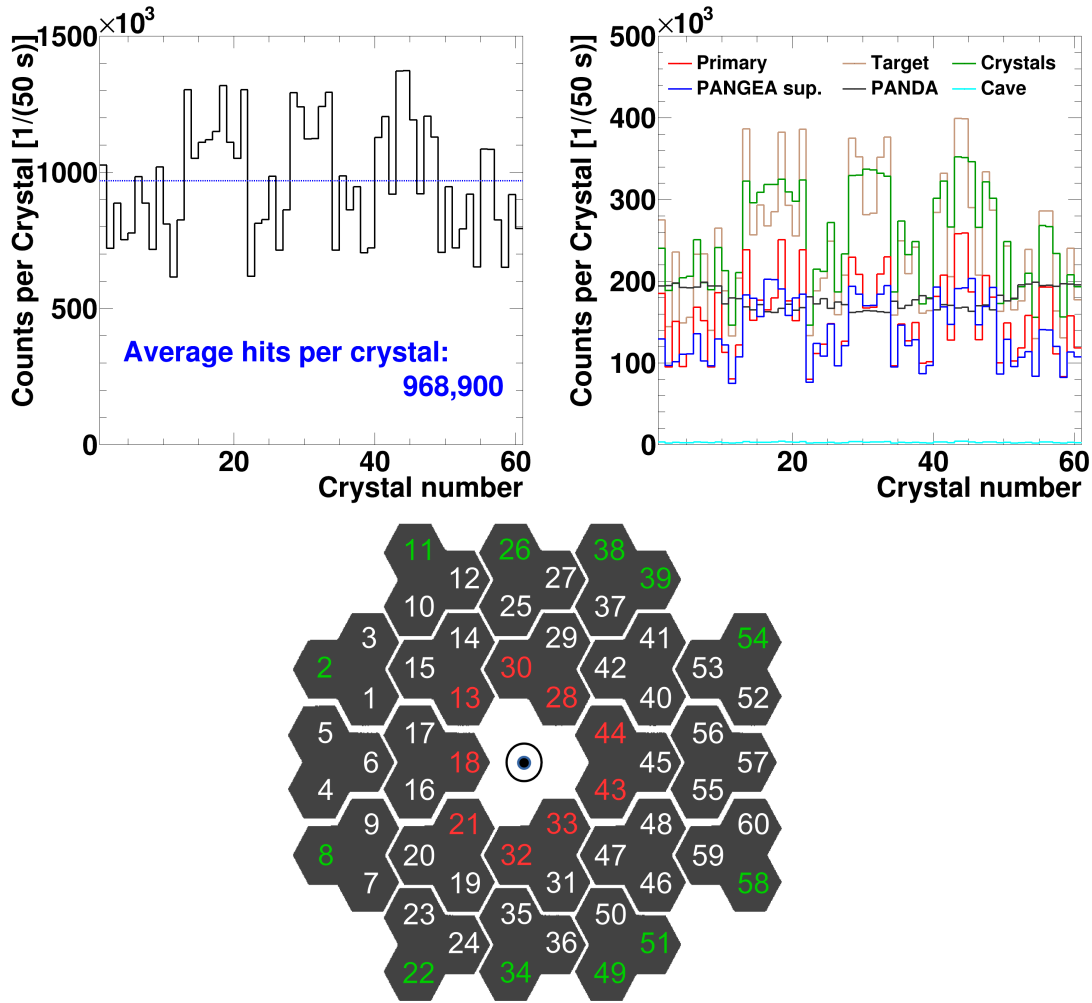 ×10³
Counts per Crystal [1/(50 s)]
1500
1000
500
0
20
40
60
Crystal number
Average hits per crystal:
968,900
×10³
Counts per Crystal [1/(50 s)]
500
400
300
200
100
0
20
40
60
Crystal number
Primary
Target
Crystals
PANGEA sup.
PANDA
Cave
11 26 38
12 27 39
10 25 37
3 14 29 41 54
2 15 30 42 53
1 13 28 40 52
5 17 44 56
6 18 45 57
4 16 43 55
9 21 33 48 60
8 20 32 47 59
7 19 31 46 58
23 35 50
24 36 51
22 34 49